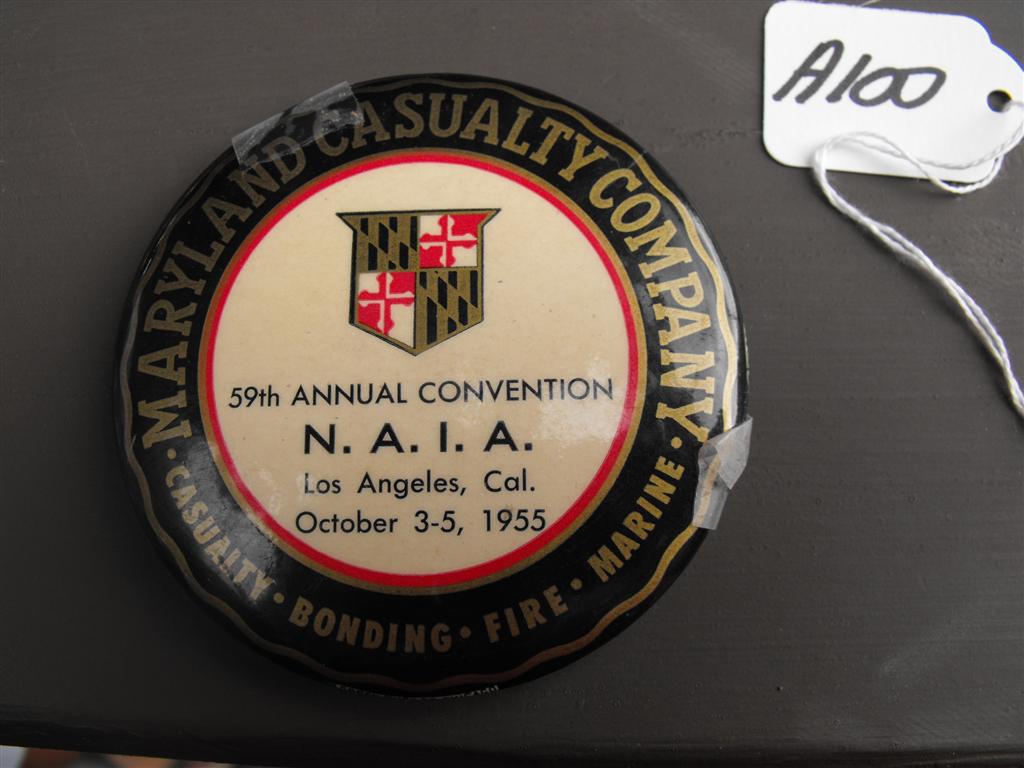 MARYLAND CASUALTY COMPANY
59th ANNUAL CONVENTION
N. A. I. A.
Los Angeles, Cal.
October 3-5, 1955
· CASUALTY · BONDING · FIRE · MARINE ·
A100